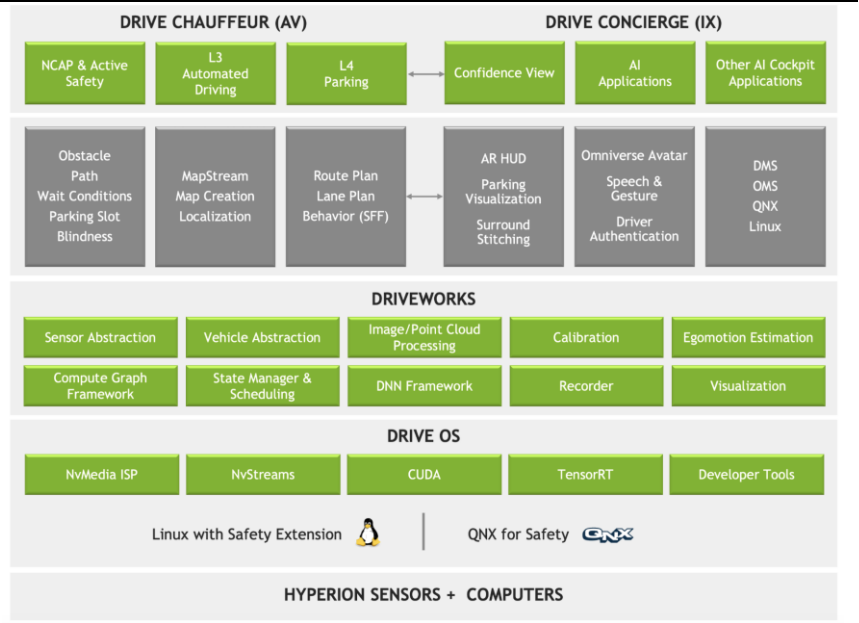 DRIVE CHAUFFEUR (AV)
DRIVE CONCIERGE (IX)
NCAP & Active
Safety
L3
Automated
Driving
L4
Parking
Confidence View
AI
Applications
Other AI Cockpit
Applications
Obstacle
Path
Wait Conditions
Parking Slot
Blindness
MapStream
Map Creation
Localization
Route Plan
Lane Plan
Behavior (SFF)
AR HUD
Parking
Visualization
Surround
Stitching
Omniverse Avatar
Speech &
Gesture
Driver
Authentication
DMS
OMS
QNX
Linux
DRIVEWORKS
Sensor Abstraction
Vehicle Abstraction
Image/Point Cloud
Processing
Calibration
Egomotion Estimation
Compute Graph
Framework
State Manager &
Scheduling
DNN Framework
Recorder
Visualization
DRIVE OS
NvMedia ISP
NvStreams
CUDA
TensorRT
Developer Tools
Linux with Safety Extension
QNX for Safety
QNX
HYPERION SENSORS + COMPUTERS